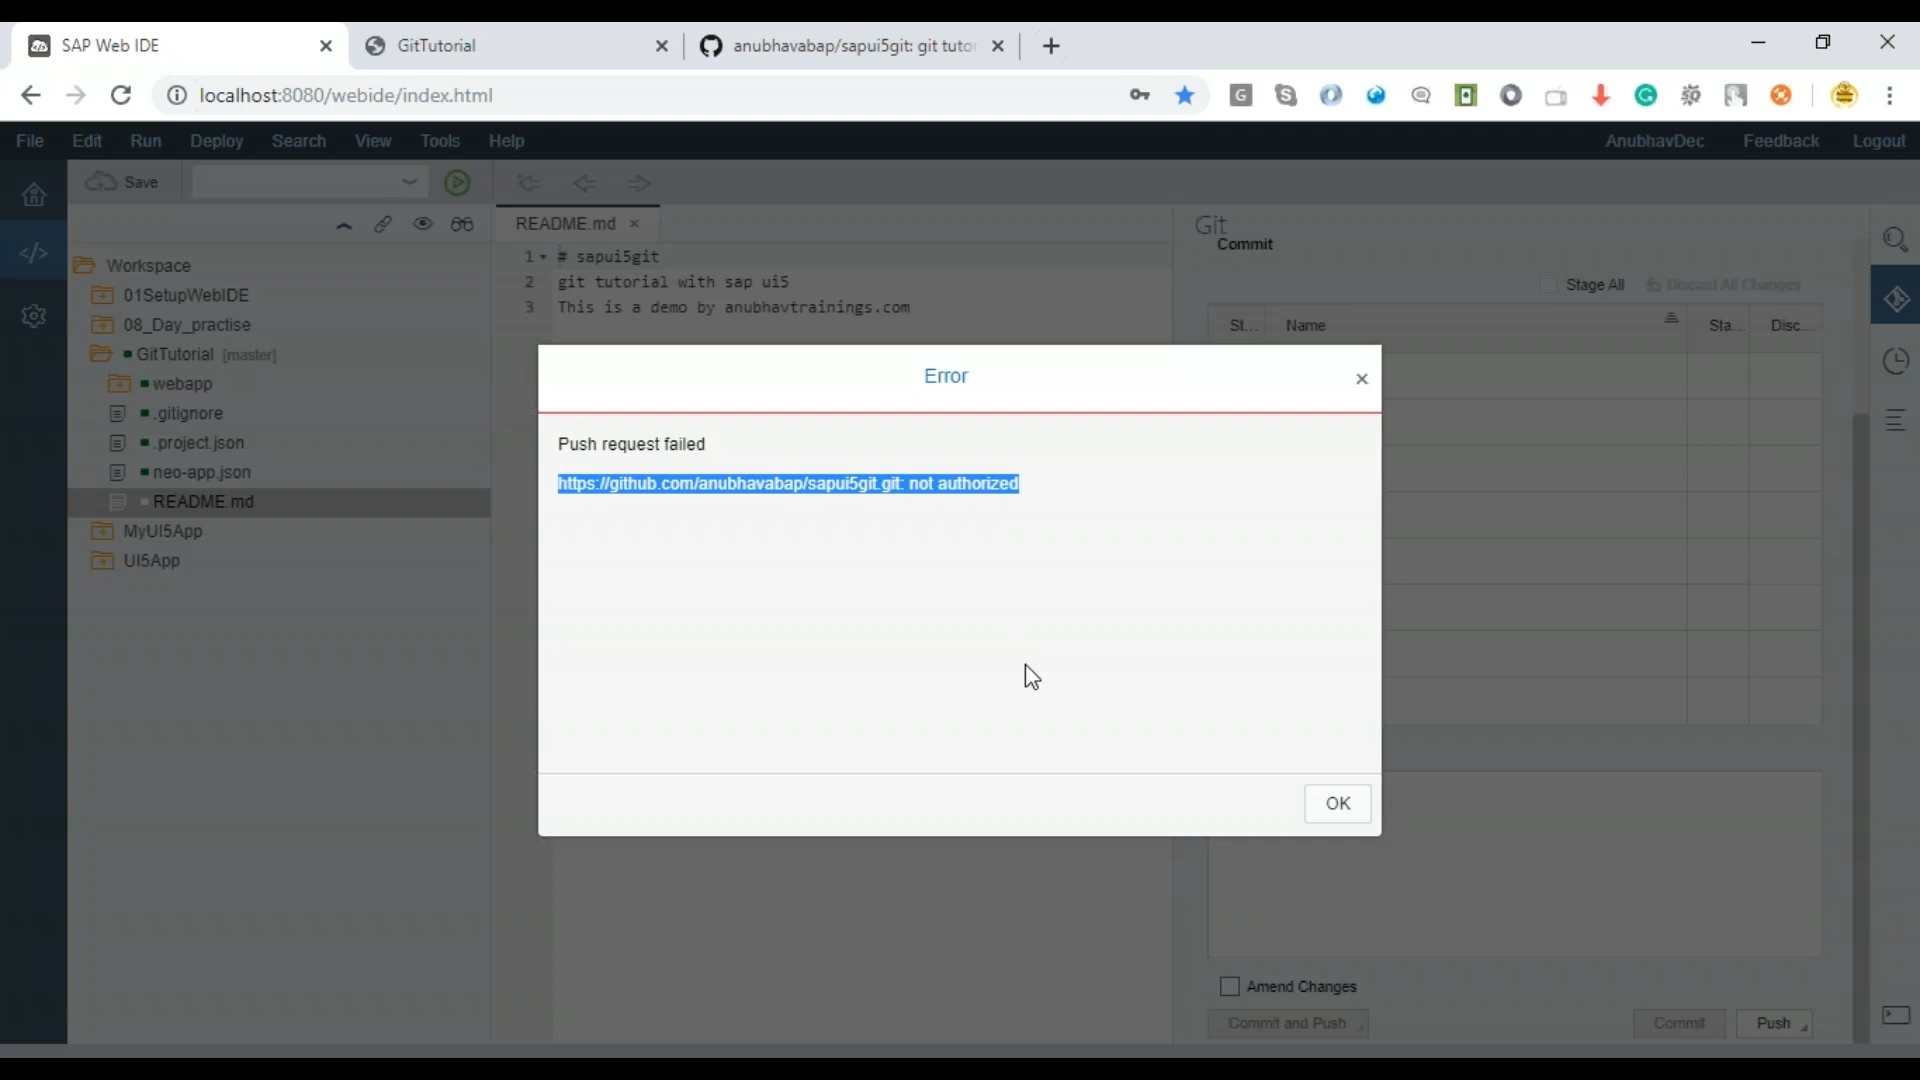 SAP Web IDE
GitTutorial
anubhavabap/sapui5git: git tutor
localhost:8080/webide/index.html
File Edit Run Deploy Search View Tools Help
AnubhavDec Feedback Logout
Save
README.md
Git
Commit
1 # sapui5git
2 git tutorial with sap ui5
3 This is a demo by anubhavtrainings.com
Workspace
01SetupWebIDE
08_Day_practise
GitTutorial [master]
webapp
.gitignore
.project.json
neo-app.json
README.md
MyUI5App
UI5App
Stage All Discard All Changes
St... Name Sta... Disc...
Error
Push request failed
https://github.com/anubhavabap/sapui5git.git: not authorized
OK
Amend Changes
Commit and Push Commit Push